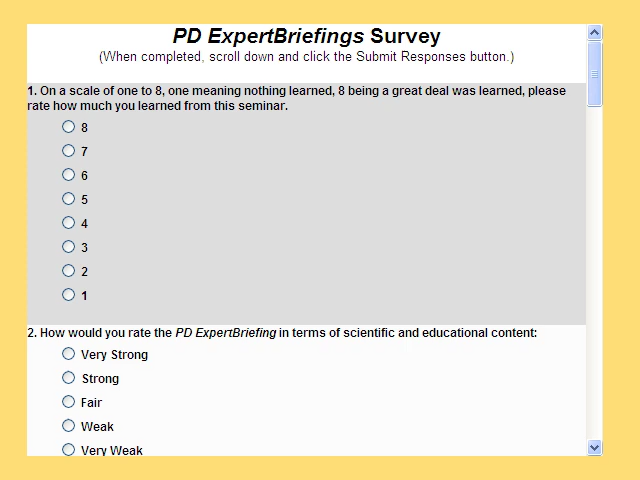 PD ExpertBriefings Survey
(When completed, scroll down and click the Submit Responses button.)
1. On a scale of one to 8, one meaning nothing learned, 8 being a great deal was learned, please
rate how much you learned from this seminar.
8
7
6
5
4
3
2
1
2. How would you rate the PD ExpertBriefing in terms of scientific and educational content:
Very Strong
Strong
Fair
Weak
Very Weak